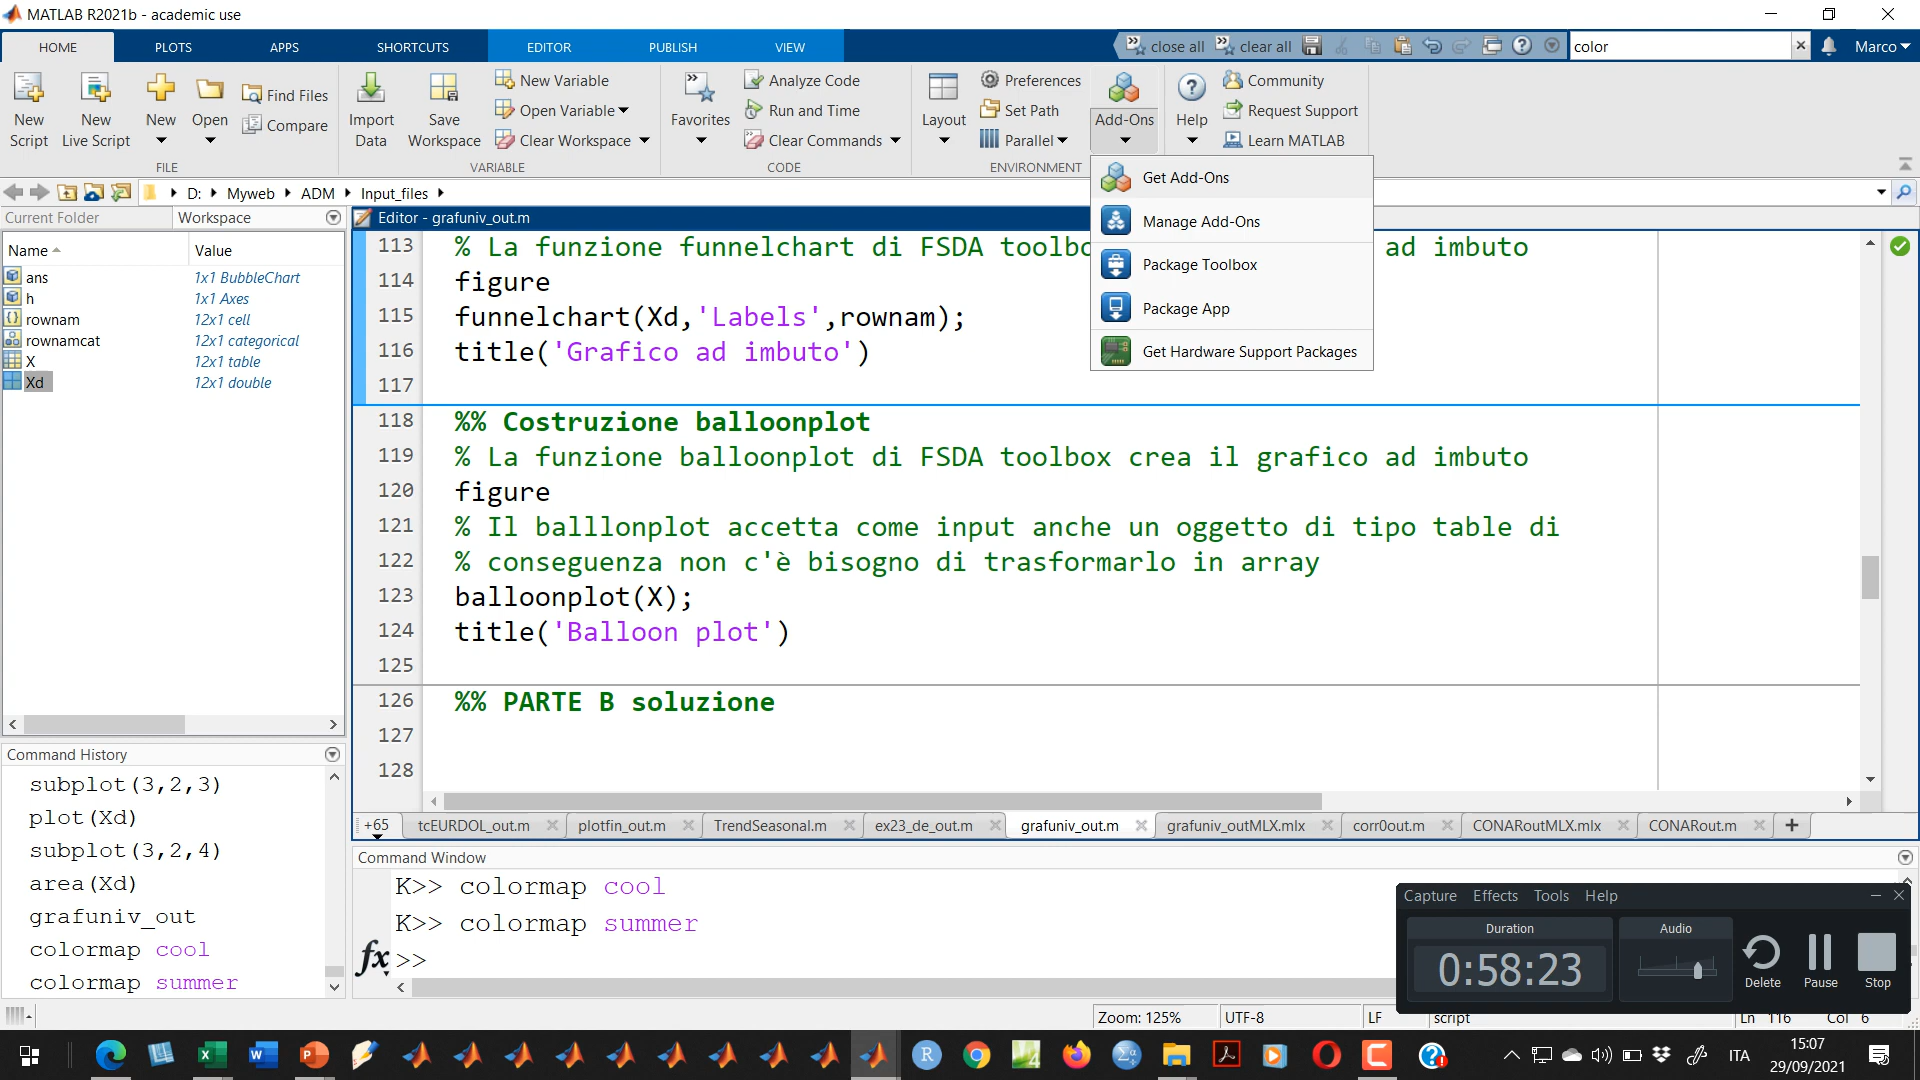 MATLAB R2021b - academic use
HOME PLOTS APPS SHORTCUTS EDITOR PUBLISH VIEW close all clear all color Marco
New Script
New Live Script
New
Open
Find Files
Compare
FILE
Import Data
Save Workspace
New Variable
Open Variable
Clear Workspace
VARIABLE
Favorites
Analyze Code
Run and Time
Clear Commands
CODE
Layout
Preferences
Set Path
Parallel
ENVIRONMENT
Add-Ons
Help
Community
Request Support
Learn MATLAB
Get Add-Ons
Manage Add-Ons
Package Toolbox
Package App
Get Hardware Support Packages
D: Myweb ADM Input_files
Current Folder Workspace
Name Value
ans 1x1 BubbleChart
h 1x1 Axes
rownam 12x1 cell
rownamcat 12x1 categorical
X 12x1 table
Xd 12x1 double
Command History
subplot(3,2,3)
plot(Xd)
subplot(3,2,4)
area(Xd)
grafuniv_out
colormap cool
colormap summer
Editor - grafuniv_out.m
113 % La funzione funnelchart di FSDA toolbo ad imbuto
114 figure
115 funnelchart(Xd,'Labels',rownam);
116 title('Grafico ad imbuto')
117
118 %% Costruzione balloonplot
119 % La funzione balloonplot di FSDA toolbox crea il grafico ad imbuto
120 figure
121 % Il balllonplot accetta come input anche un oggetto di tipo table di
122 % conseguenza non c'è bisogno di trasformarlo in array
123 balloonplot(X);
124 title('Balloon plot')
125
126 %% PARTE B soluzione
127
128
+65 tcEURDOL_out.m plotfin_out.m TrendSeasonal.m ex23_de_out.m grafuniv_out.m grafuniv_outMLX.mlx corr0out.m CONARoutMLX.mlx CONARout.m +
Command Window
K>> colormap cool
K>> colormap summer
fx >>
Capture Effects Tools Help
Duration Audio
0:58:23
Delete Pause Stop
Zoom: 125% UTF-8 LF script Ln 116 Col 6
ITA
15:07
29/09/2021